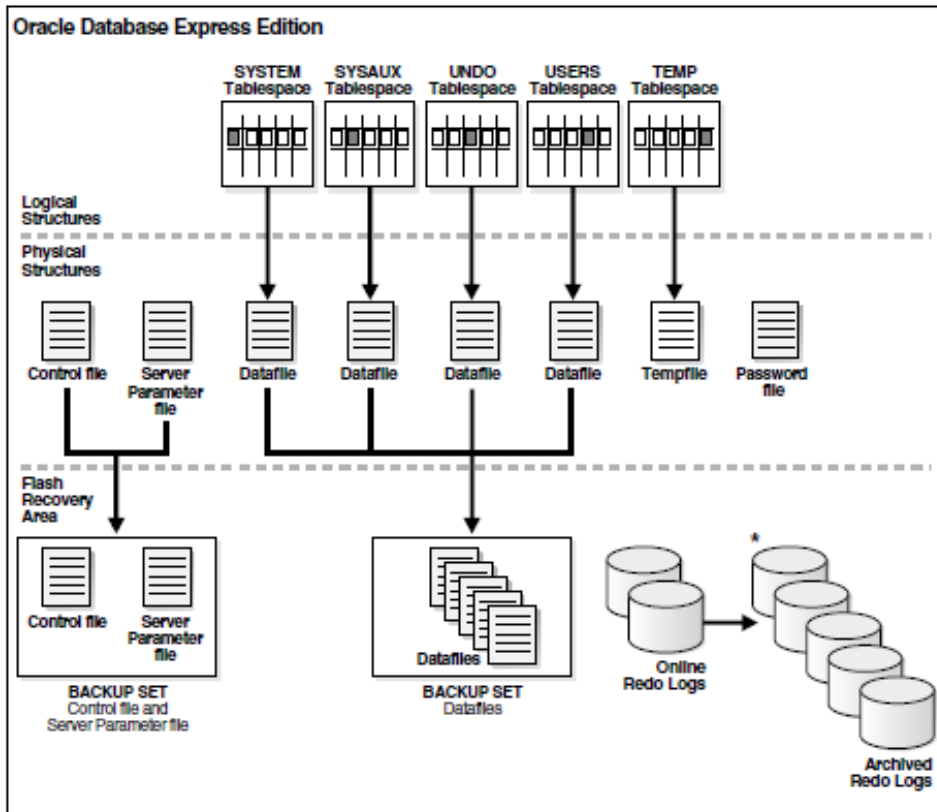 Oracle Database Express Edition
SYSTEM
Tablespace
SYSAUX
Tablespace
UNDO
Tablespace
USERS
Tablespace
TEMP
Tablespace
Logical
Structures
Physical
Structures
Control file
Server
Parameter
file
Datafile
Datafile
Datafile
Datafile
Tempfile
Password
file
Flash
Recovery
Area
Control file
Server
Parameter
file
BACKUP SET
Control file and
Server Parameter file
Datafiles
BACKUP SET
Datafiles
Online
Redo Logs
*
Archived
Redo Logs